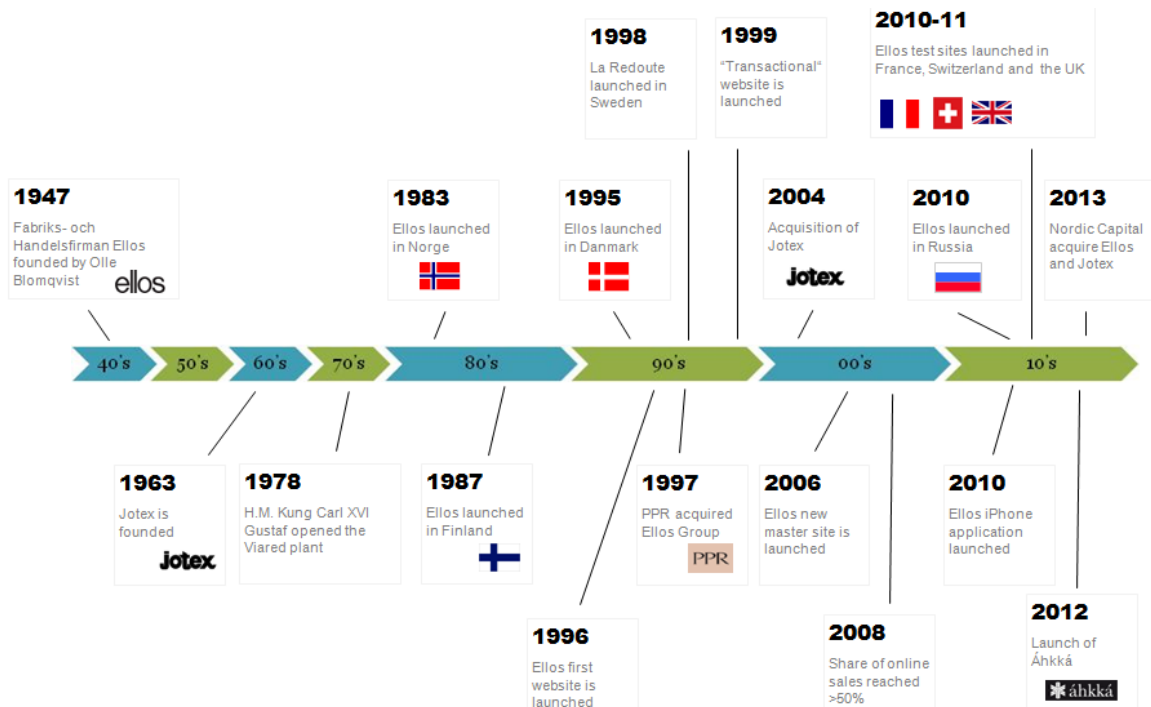 1998
La Redoute
launched in
Sweden
1999
“Transactional“
website is
launched
2010-11
Ellos test sites launched in
France, Switzerland and the UK
1947
Fabriks- och
Handelsfirman Ellos
founded by Olle
Blomqvist
ellos
1983
Ellos launched
in Norge
1995
Ellos launched
in Danmark
2004
Acquisition of
Jotex
jotex
2010
Ellos launched
in Russia
2013
Nordic Capital
acquire Ellos
and Jotex
40's
50's
60's
70's
80's
90's
00's
10's
1963
Jotex is
founded
jotex
1978
H.M. Kung Carl XVI
Gustaf opened the
Viared plant
1987
Ellos launched
in Finland
1997
PPR acquired
Ellos Group
PPR
2006
Ellos new
master site is
launched
2010
Ellos iPhone
application
launched
1996
Ellos first
website is
launched
2008
Share of online
sales reached
>50%
2012
Launch of
Áhkká
áhkká